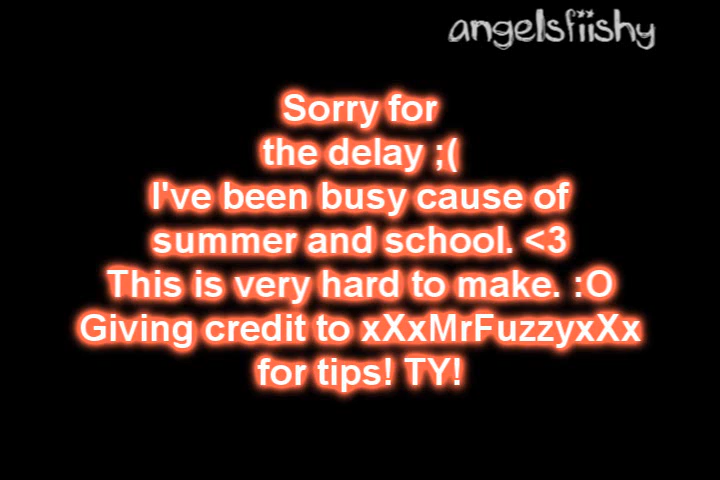 angelsfiishy
Sorry for
the delay ;(
I've been busy cause of
summer and school. <3
This is very hard to make. :O
Giving credit to xXxMrFuzzyxXx
for tips! TY!